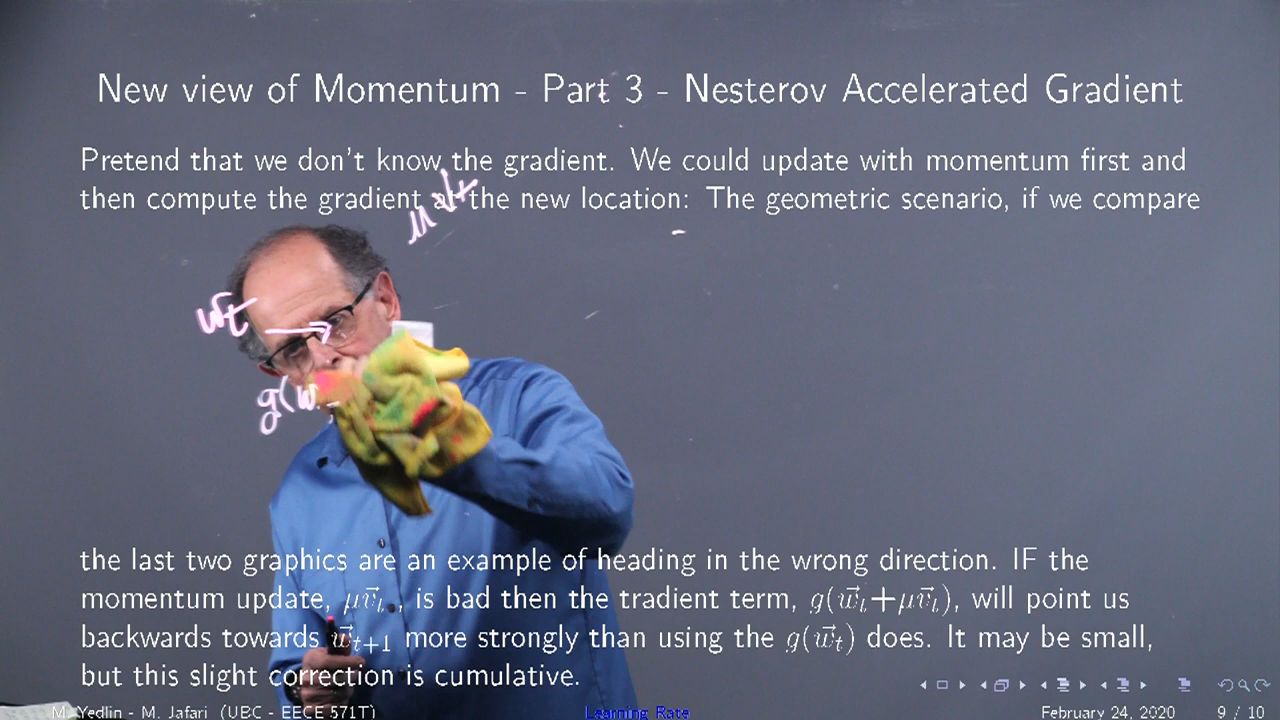 New view of Momentum - Part 3 - Nesterov Accelerated Gradient
Pretend that we don't know the gradient. We could update with momentum first and
then compute the gradient at the new location: The geometric scenario, if we compare
μ vt
wt
g(w
the last two graphics are an example of heading in the wrong direction. IF the
momentum update, μv⃗ₜ, is bad then the tradient term, g(w⃗ₜ+μv⃗ₜ), will point us
backwards towards w⃗ₜ₊₁ more strongly than using the g(w⃗ₜ) does. It may be small,
but this slight correction is cumulative.
M. Yedlin - M. Jafari (UBC - EECE 571T) Learning Rate February 24, 2020 9 / 10